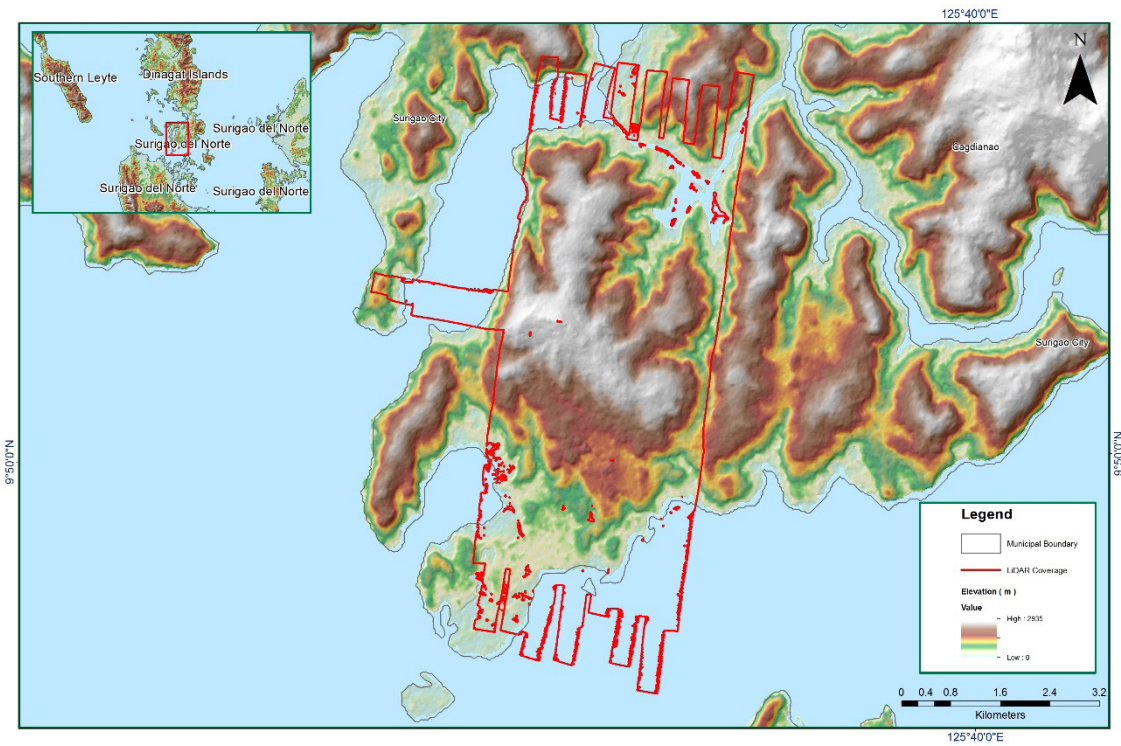 125°40'0"E
N
Southern Leyte
Dinagat Islands
Surigao del Norte
Surigao del Norte
Surigao del Norte
Surigao del Norte
Surigao City
Cagdianao
Surigao City
9°50'0"N
9°50'0"N
Legend
Municipal Boundary
LiDAR Coverage
Elevation ( m )
Value
High : 2935
Low : 0
0 0.4 0.8 1.6 2.4 3.2
Kilometers
125°40'0"E